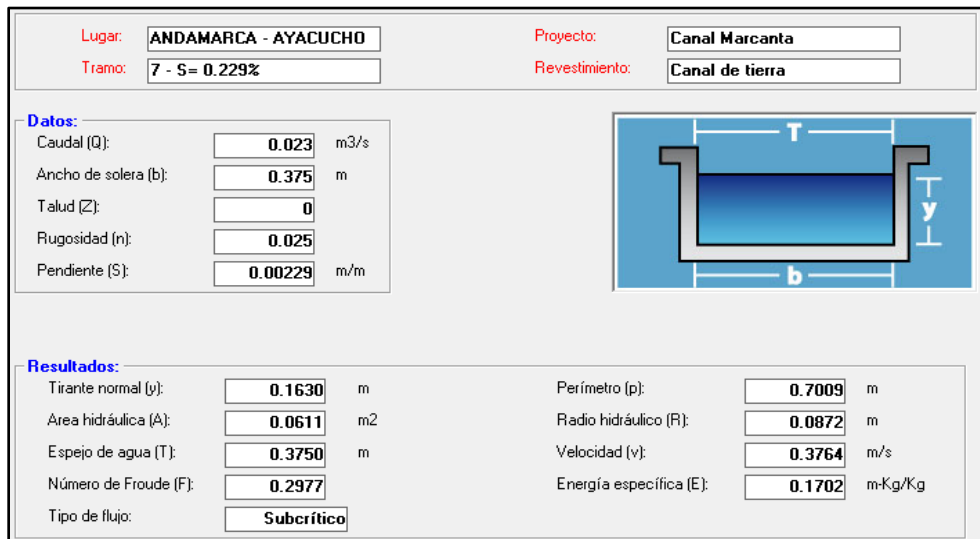 Lugar: ANDAMARCA - AYACUCHO Proyecto: Canal Marcanta
Tramo: 7 - S= 0.229% Revestimiento: Canal de tierra
Datos:
Caudal (Q): 0.023 m3/s
Ancho de solera (b): 0.375 m
Talud (Z): 0
Rugosidad (n): 0.025
Pendiente (S): 0.00229 m/m
T
y
b
Resultados:
Tirante normal (y): 0.1630 m Perímetro (p): 0.7009 m
Area hidráulica (A): 0.0611 m2 Radio hidráulico (R): 0.0872 m
Espejo de agua (T): 0.3750 m Velocidad (v): 0.3764 m/s
Número de Froude (F): 0.2977 Energía específica (E): 0.1702 m-Kg/Kg
Tipo de flujo: Subcrítico